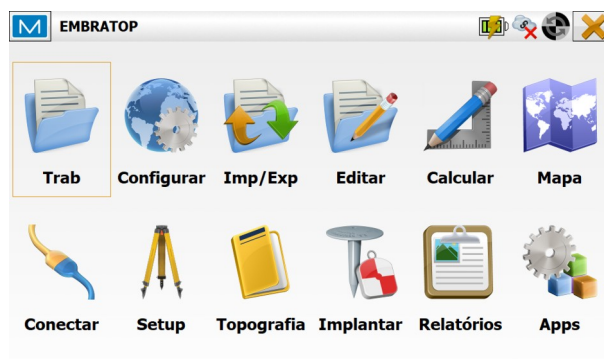 EMBRATOP
Trab Configurar Imp/Exp Editar Calcular Mapa
Conectar Setup Topografia Implantar Relatórios Apps